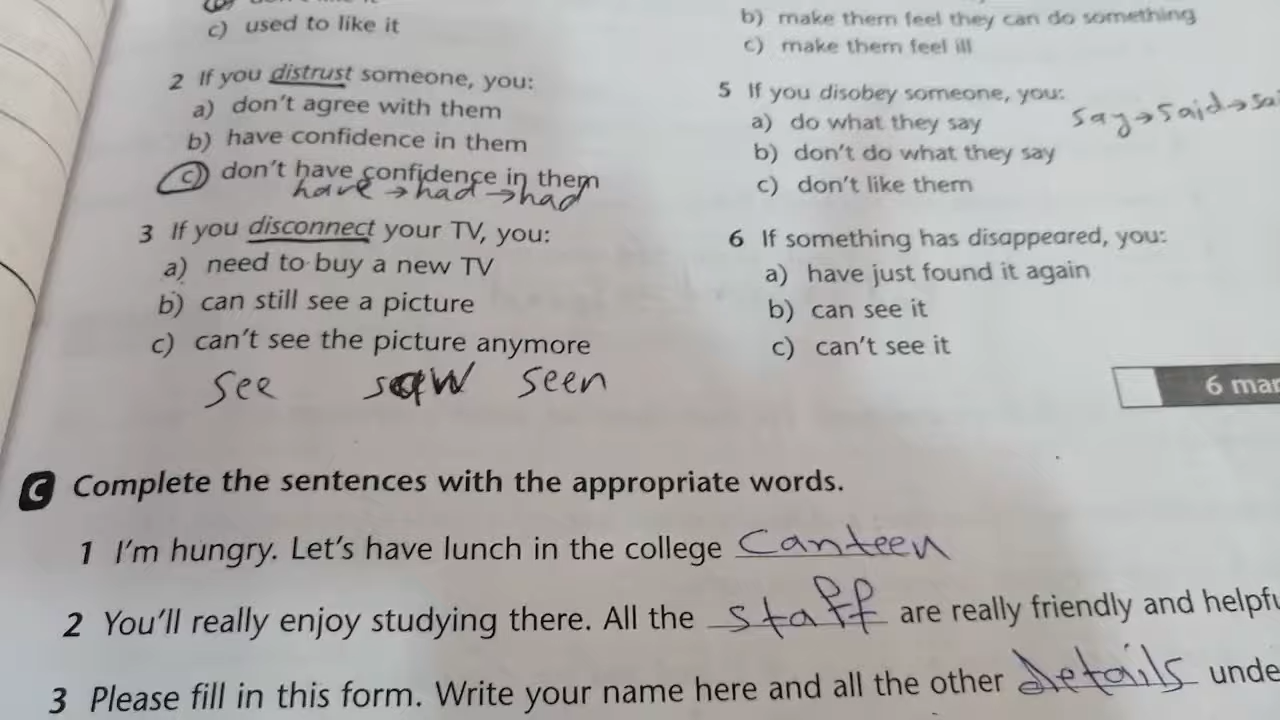 c) used to like it
2 If you distrust someone, you:
a) don't agree with them
b) have confidence in them
c) don't have confidence in them
have → had → had
3 If you disconnect your TV, you:
a) need to buy a new TV
b) can still see a picture
c) can't see the picture anymore
see saw seen
b) make them feel they can do something
c) make them feel ill
5 If you disobey someone, you:
say → said →
a) do what they say
b) don't do what they say
c) don't like them
6 If something has disappeared, you:
a) have just found it again
b) can see it
c) can't see it
6
C Complete the sentences with the appropriate words.
1 I'm hungry. Let's have lunch in the college Canteen
2 You'll really enjoy studying there. All the staff are really friendly and
3 Please fill in this form. Write your name here and all the other details